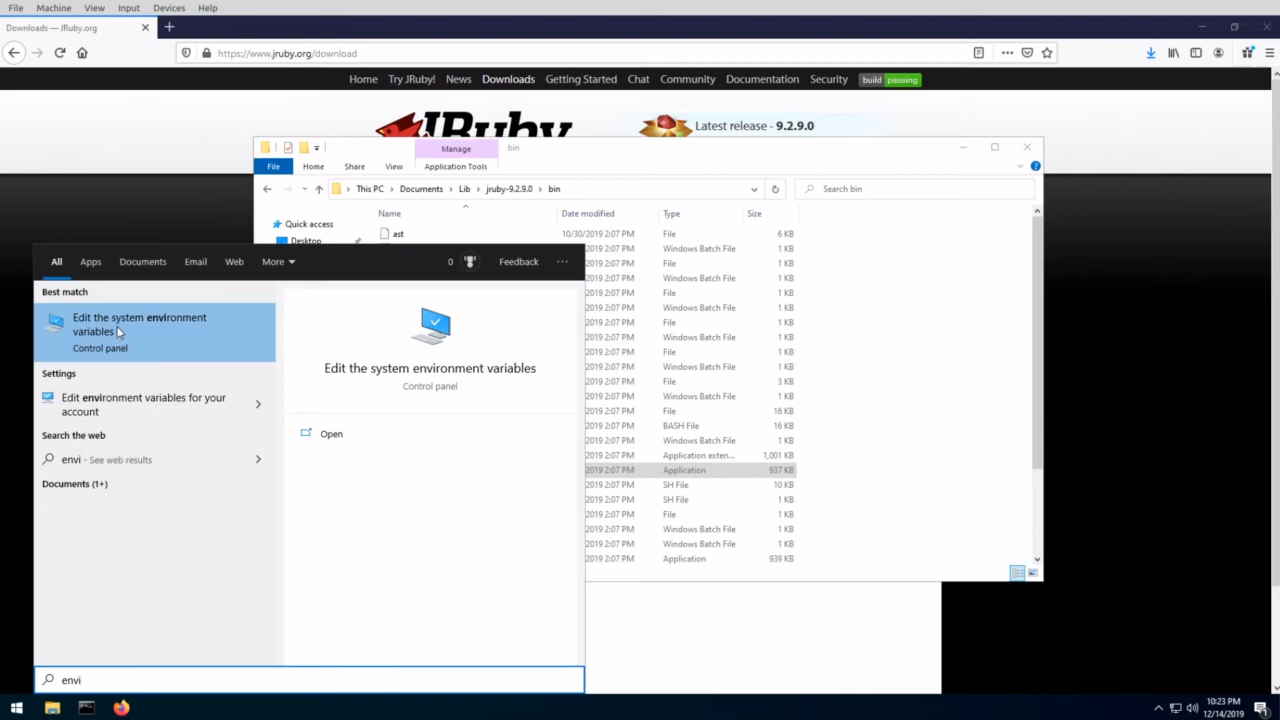 File Machine View Input Devices Help
Downloads — JRuby.org
https://www.jruby.org/download
Home Try JRuby! News Downloads Getting Started Chat Community Documentation Security build passing
JRuby
Latest release - 9.2.9.0
Manage
bin
File Home Share View Application Tools
This PC Documents Lib jruby-9.2.9.0 bin
Search bin
Name Date modified Type Size
Quick access
Desktop
ast 10/30/2019 2:07 PM File 6 KB
/2019 2:07 PM Windows Batch File 1 KB
/2019 2:07 PM File 1 KB
/2019 2:07 PM Windows Batch File 1 KB
/2019 2:07 PM File 1 KB
/2019 2:07 PM Windows Batch File 1 KB
/2019 2:07 PM File 1 KB
/2019 2:07 PM Windows Batch File 1 KB
/2019 2:07 PM File 1 KB
/2019 2:07 PM Windows Batch File 1 KB
/2019 2:07 PM File 3 KB
/2019 2:07 PM Windows Batch File 1 KB
/2019 2:07 PM File 16 KB
/2019 2:07 PM BASH File 16 KB
/2019 2:07 PM Windows Batch File 1 KB
/2019 2:07 PM Application exten... 1,001 KB
/2019 2:07 PM Application 937 KB
/2019 2:07 PM SH File 10 KB
/2019 2:07 PM SH File 1 KB
/2019 2:07 PM File 1 KB
/2019 2:07 PM Windows Batch File 1 KB
/2019 2:07 PM Windows Batch File 1 KB
/2019 2:07 PM Application 939 KB
All Apps Documents Email Web More 0 Feedback ...
Best match
Edit the system environment
variables
Control panel
Settings
Edit environment variables for your
account
Search the web
envi - See web results
Documents (1+)
Edit the system environment variables
Control panel
Open
envi
10:23 PM
12/14/2019
1